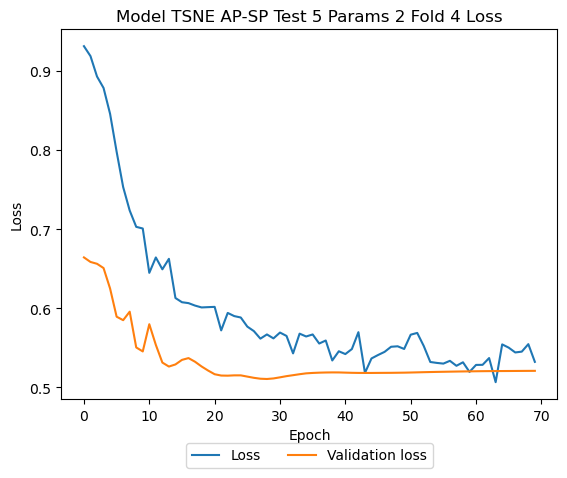 Model TSNE AP-SP Test 5 Params 2 Fold 4 Loss
0.9
0.8
0.7
0.6
0.5
Loss
0 10 20 30 40 50 60 70
Epoch
Loss Validation loss